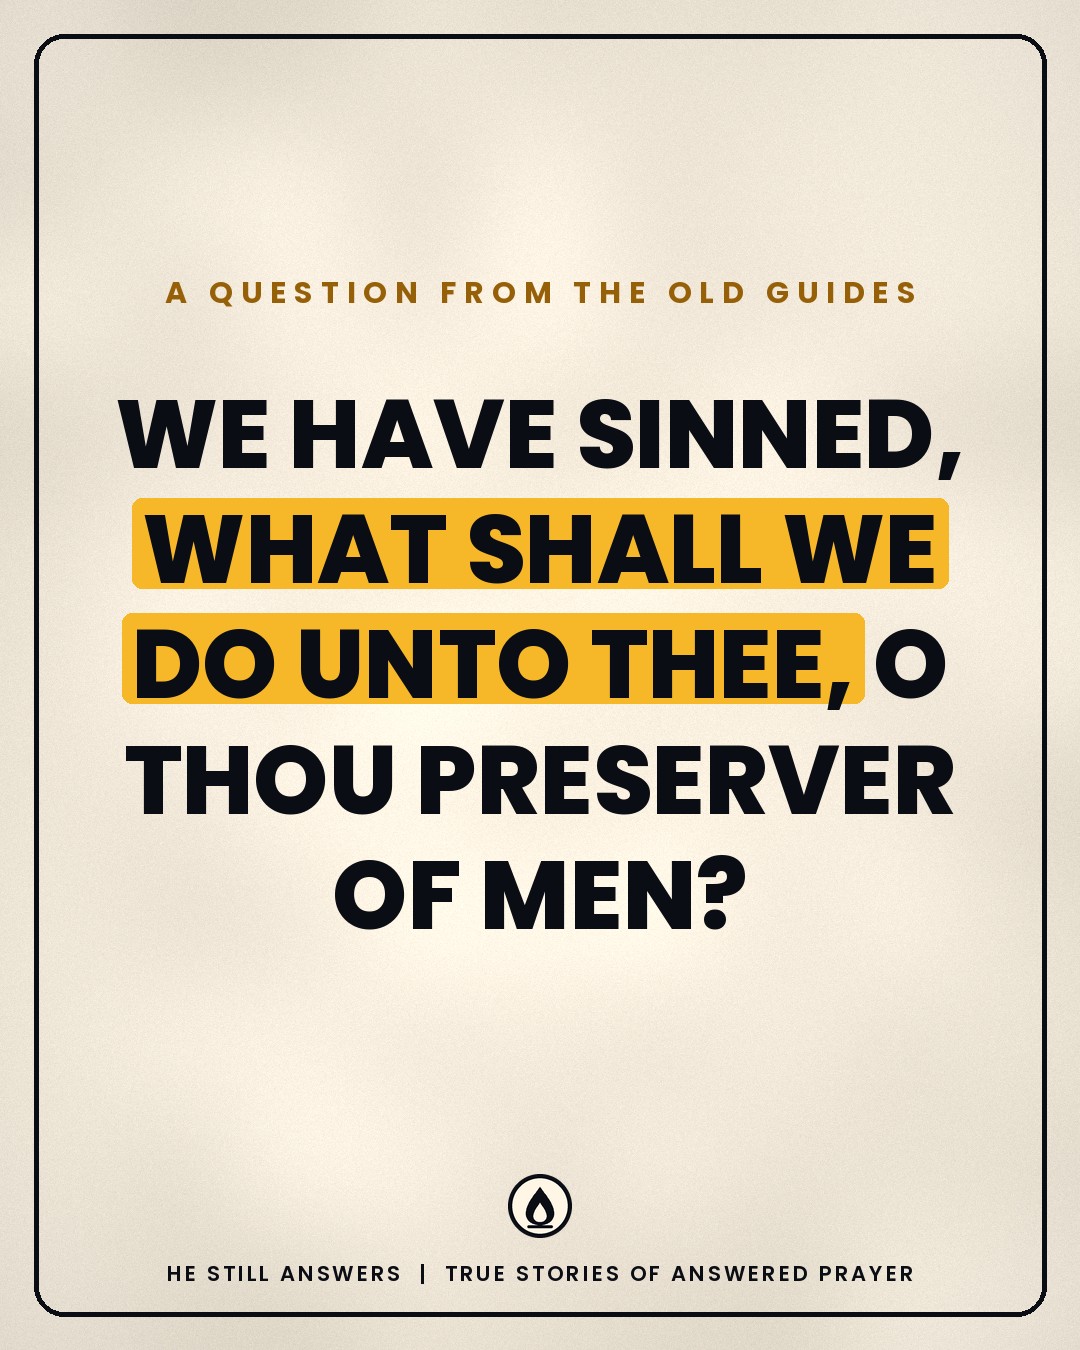 A QUESTION FROM THE OLD GUIDES
WE HAVE SINNED,
WHAT SHALL WE
DO UNTO THEE, O
THOU PRESERVER
OF MEN?
HE STILL ANSWERS | TRUE STORIES OF ANSWERED PRAYER